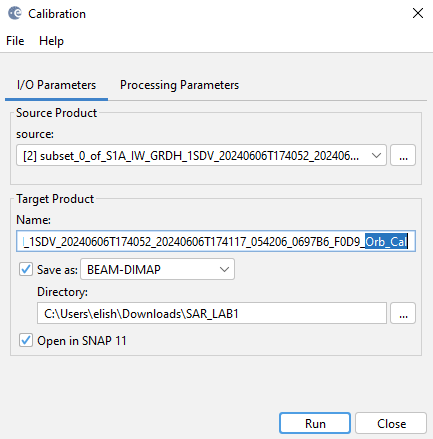 Calibration
File Help
I/O Parameters Processing Parameters
Source Product
source:
[2] subset_0_of_S1A_IW_GRDH_1SDV_20240606T174052_202406... ...
Target Product
Name:
_1SDV_20240606T174052_20240606T174117_054206_0697B6_F0D9_Orb_Cal
Save as: BEAM-DIMAP
Directory:
C:\Users\elish\Downloads\SAR_LAB1 ...
Open in SNAP 11
Run Close